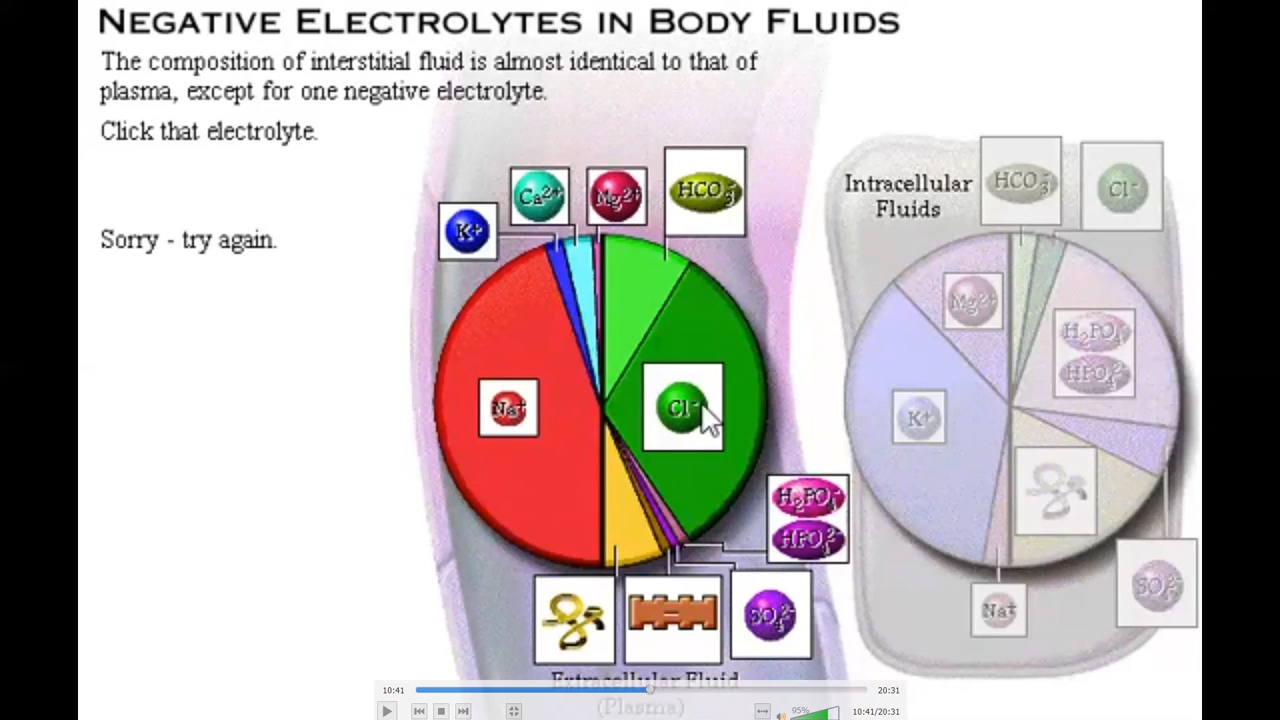 NEGATIVE ELECTROLYTES IN BODY FLUIDS
The composition of interstitial fluid is almost identical to that of
plasma, except for one negative electrolyte.
Click that electrolyte.
Sorry - try again.
K⁺
Ca²⁺
Mg²⁺
HCO₃⁻
Na⁺
Cl⁻
H₂PO₄⁻
HPO₄²⁻
SO₄²⁻
Extracellular Fluid
(Plasma)
Intracellular
Fluids
HCO₃⁻
Cl⁻
Mg²⁺
H₂PO₄⁻
HPO₄²⁻
K⁺
Na⁺
SO₄²⁻
10:41
20:31
95%
10:41/20:31